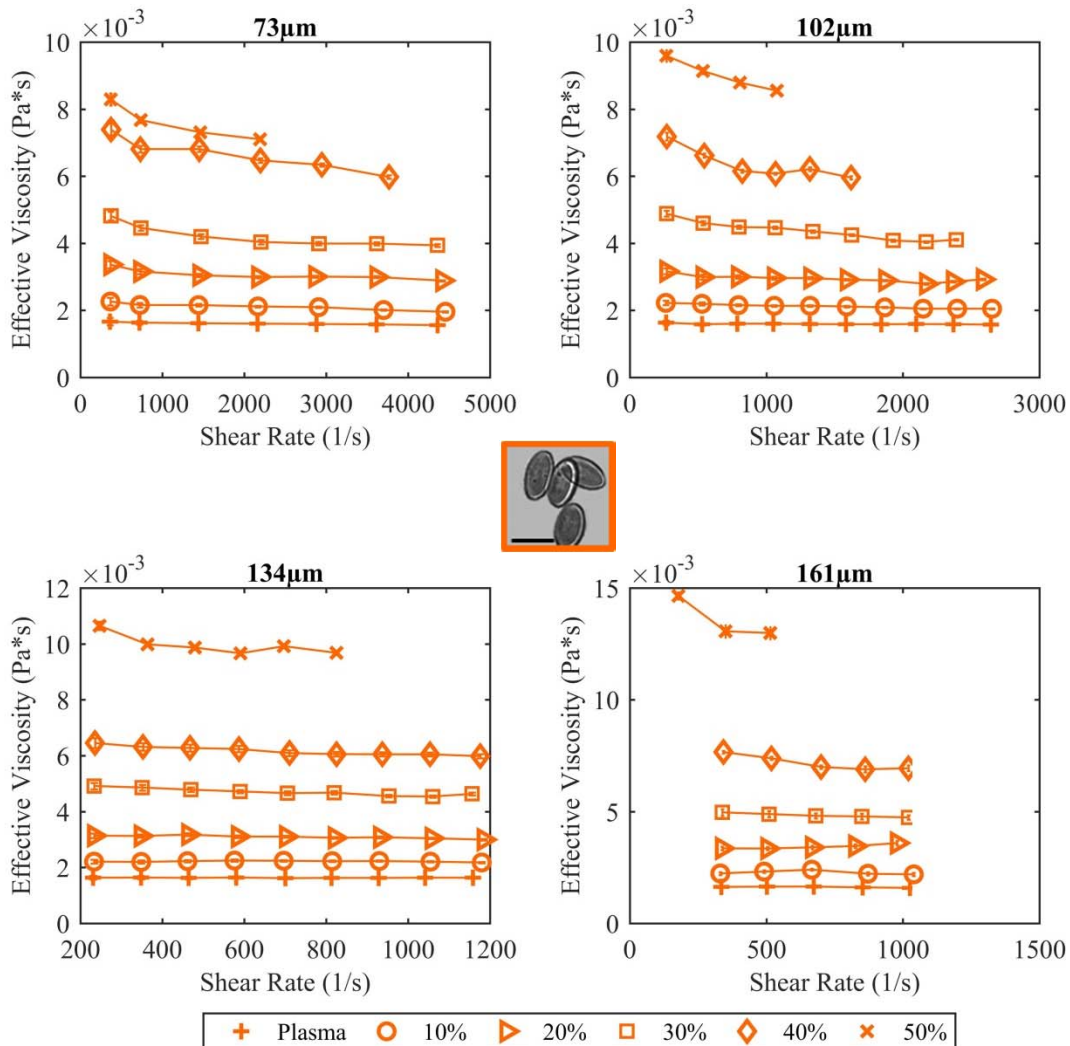 73μm
×10⁻³
Effective Viscosity (Pa*s)
10
8
6
4
2
0
0 1000 2000 3000 4000 5000
Shear Rate (1/s)
102μm
×10⁻³
Effective Viscosity (Pa*s)
10
8
6
4
2
0
0 1000 2000 3000
Shear Rate (1/s)
134μm
×10⁻³
Effective Viscosity (Pa*s)
12
10
8
6
4
2
0
200 400 600 800 1000 1200
Shear Rate (1/s)
161μm
×10⁻³
Effective Viscosity (Pa*s)
15
10
5
0
0 500 1000 1500
Shear Rate (1/s)
Plasma 10% 20% 30% 40% 50%